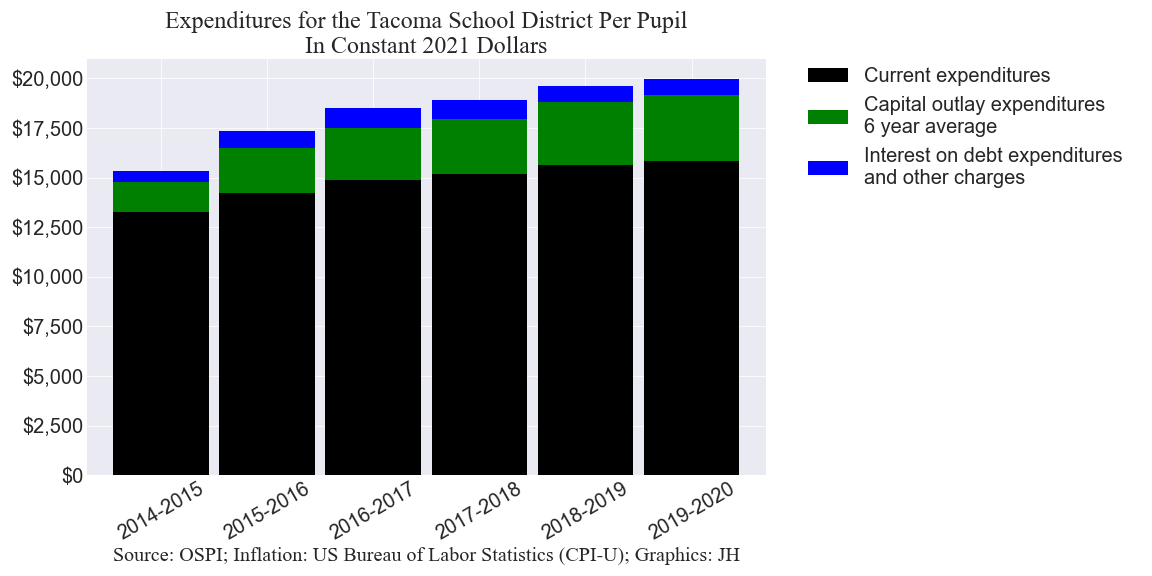 Expenditures for the Tacoma School District Per Pupil
In Constant 2021 Dollars
$20,000
$17,500
$15,000
$12,500
$10,000
$7,500
$5,000
$2,500
$0
2014-2015
2015-2016
2016-2017
2017-2018
2018-2019
2019-2020
Current expenditures
Capital outlay expenditures
6 year average
Interest on debt expenditures
and other charges
Source: OSPI; Inflation: US Bureau of Labor Statistics (CPI-U); Graphics: JH